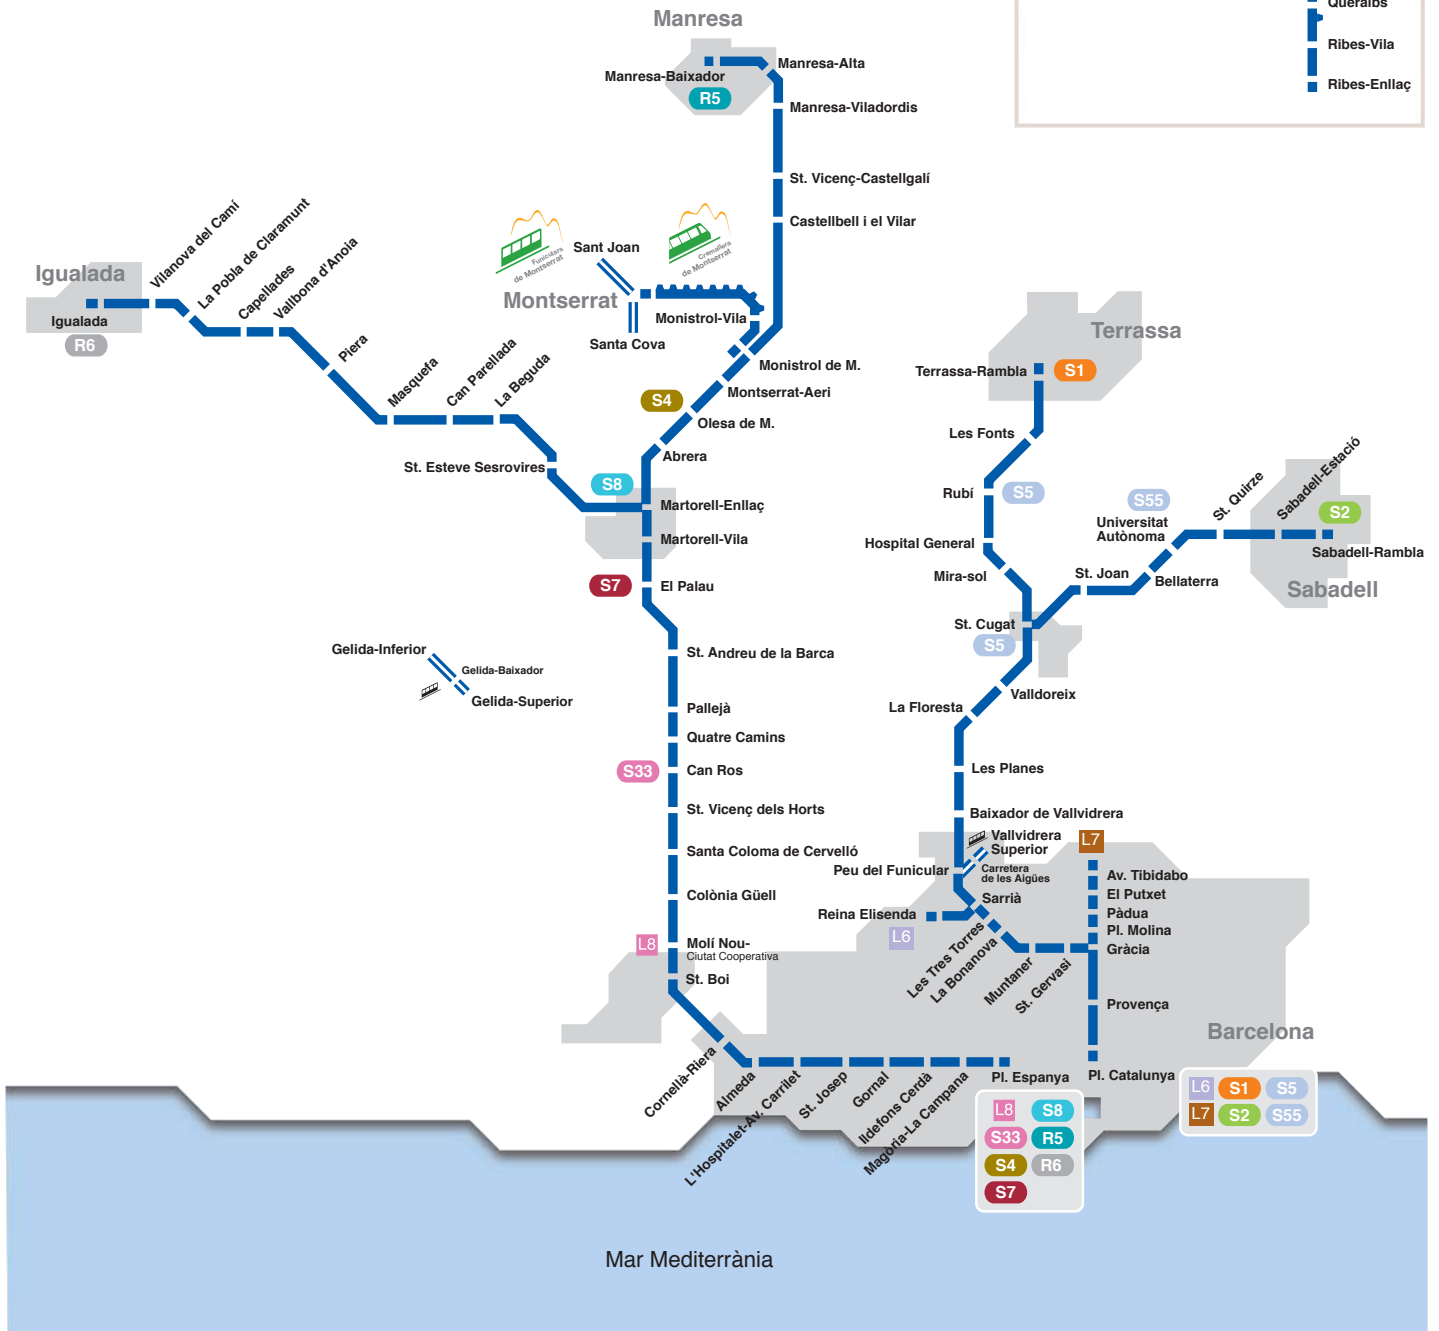 Queralbs
Ribes-Vila
Ribes-Enllaç
Manresa
Manresa-Alta
Manresa-Baixador
R5
Manresa-Viladordis
St. Vicenç-Castellgalí
Castellbell i el Vilar
Funiculars
de Montserrat
Cremallera
de Montserrat
Sant Joan
Montserrat
Monistrol-Vila
Santa Cova
Monistrol de M.
Montserrat-Aeri
S4
Olesa de M.
Abrera
Igualada
Igualada
R6
Vilanova del Camí
La Pobla de Claramunt
Capellades
Vallbona d'Anoia
Piera
Masquefa
Can Parellada
La Beguda
St. Esteve Sesrovires
S8
Martorell-Enllaç
Martorell-Vila
S7
El Palau
St. Andreu de la Barca
Gelida-Inferior
Gelida-Baixador
Gelida-Superior
Pallejà
Quatre Camins
S33
Can Ros
St. Vicenç dels Horts
Santa Coloma de Cervelló
Colònia Güell
L8
Molí Nou-
Ciutat Cooperativa
St. Boi
Cornellà-Riera
Almeda
L'Hospitalet-Av. Carrilet
St. Josep
Gornal
Ildefons Cerdà
Magòria-La Campana
Pl. Espanya
L8
S8
S33
R5
S4
R6
S7
Terrassa
Terrassa-Rambla
S1
Les Fonts
Rubí
S5
Hospital General
Mira-sol
St. Cugat
S5
St. Joan
Bellaterra
S55
Universitat
Autònoma
St. Quirze
Sabadell-Estació
S2
Sabadell-Rambla
Sabadell
Valldoreix
La Floresta
Les Planes
Baixador de Vallvidrera
Vallvidrera
Superior
Peu del Funicular
Carretera
de les Aigües
Sarrià
Reina Elisenda
L6
Les Tres Torres
La Bonanova
Muntaner
St. Gervasi
L7
Av. Tibidabo
El Putxet
Pàdua
Pl. Molina
Gràcia
Provença
Barcelona
Pl. Catalunya
L6
S1
S5
L7
S2
S55
Mar Mediterrània